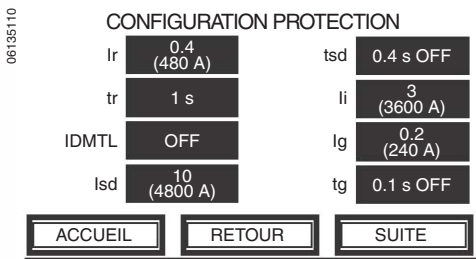 06135110
CONFIGURATION PROTECTION
Ir 0.4
(480 A)
tr 1 s
IDMTL OFF
Isd 10
(4800 A)
tsd 0.4 s OFF
Ii 3
(3600 A)
Ig 0.2
(240 A)
tg 0.1 s OFF
ACCUEIL RETOUR SUITE